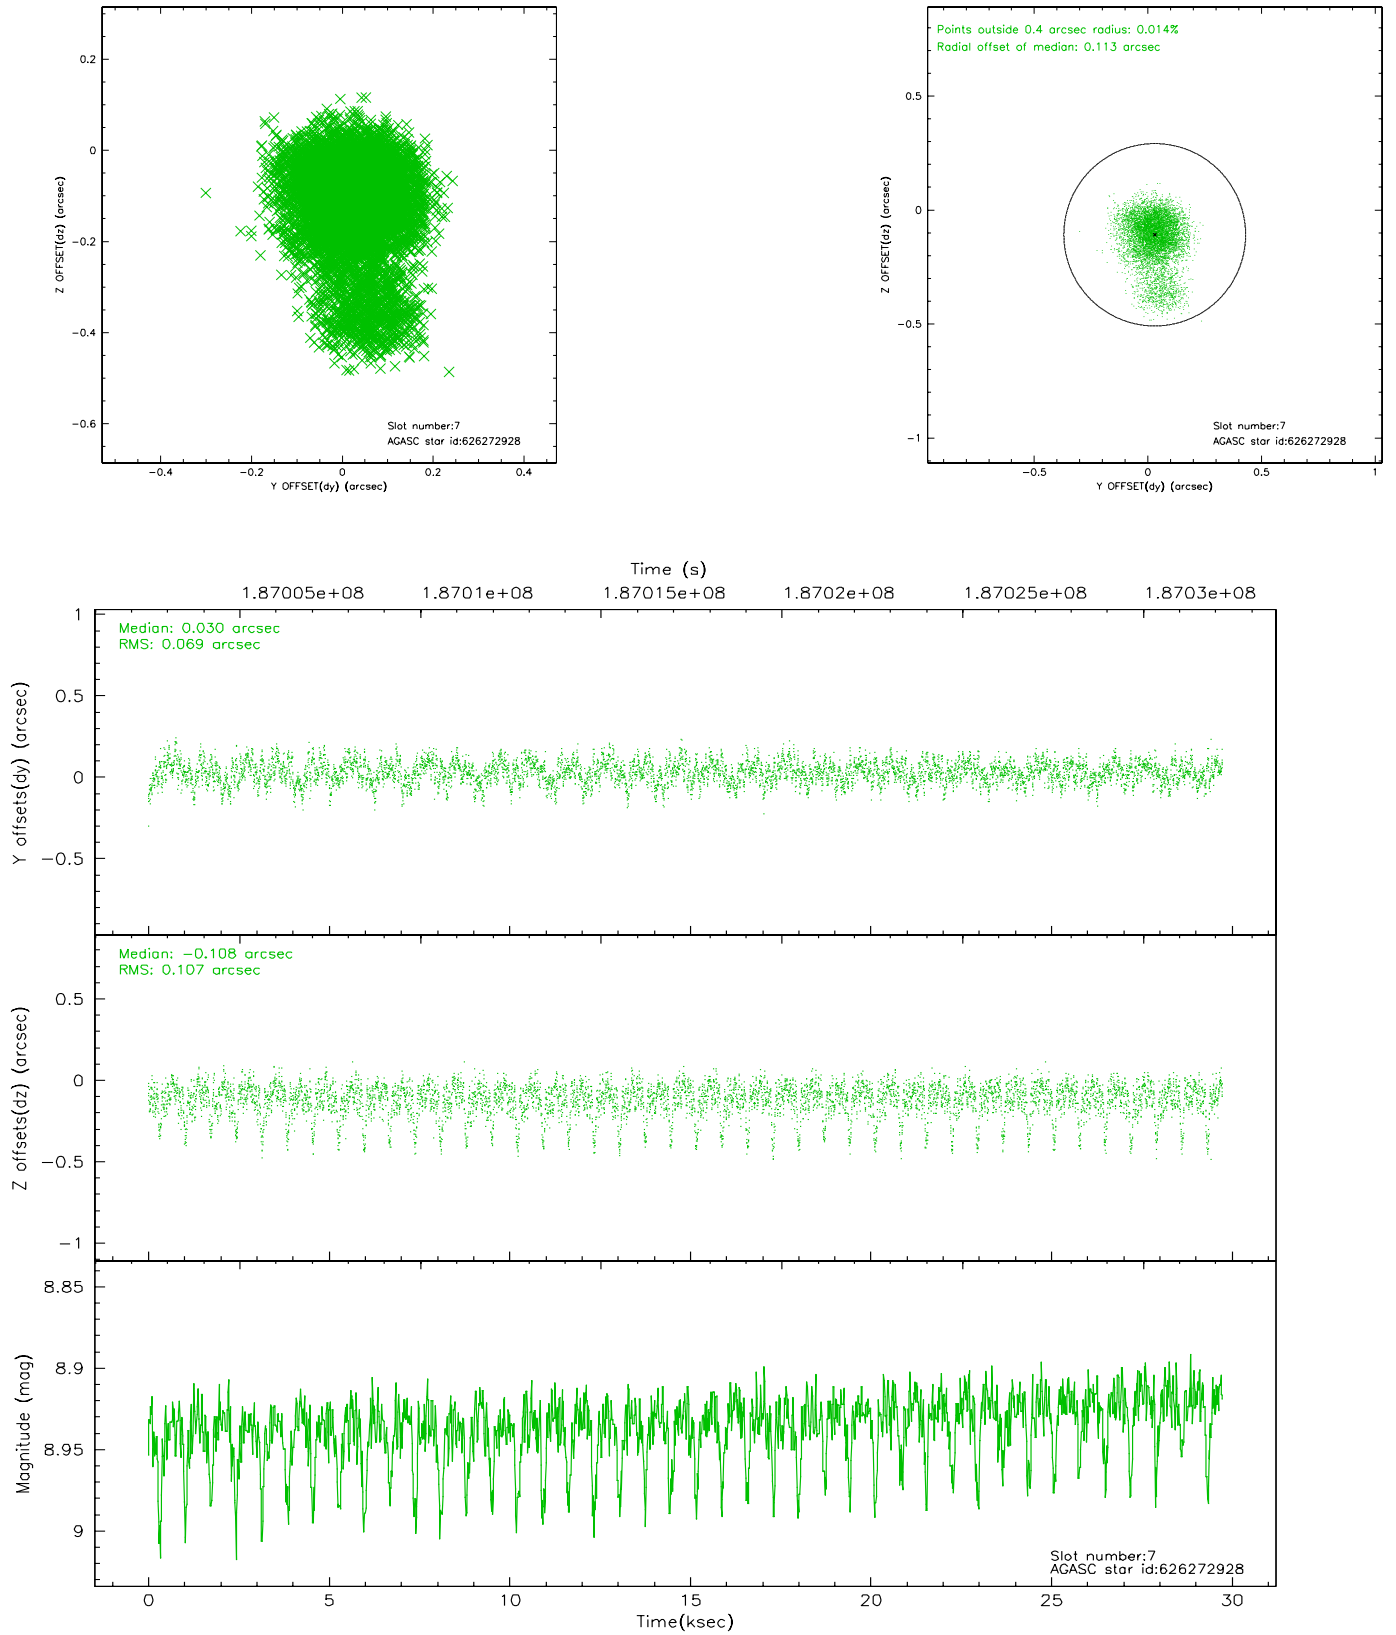 0.2
0
−0.2
−0.4
−0.6
Z OFFSET(dz) (arcsec)
Slot number:7
AGASC star id:626272928
−0.4 −0.2 0 0.2 0.4
Y OFFSET(dy) (arcsec)
Points outside 0.4 arcsec radius: 0.014%
Radial offset of median: 0.113 arcsec
0.5
0
−0.5
−1
Z OFFSET(dz) (arcsec)
Slot number:7
AGASC star id:626272928
−0.5 0 0.5 1
Y OFFSET(dy) (arcsec)
Time (s)
1.87005e+08 1.8701e+08 1.87015e+08 1.8702e+08 1.87025e+08 1.8703e+08
Median: 0.030 arcsec
RMS: 0.069 arcsec
1
0.5
0
−0.5
Y offsets(dy) (arcsec)
Median: −0.108 arcsec
RMS: 0.107 arcsec
0.5
0
−0.5
−1
Z offsets(dz) (arcsec)
8.85
8.9
8.95
9
Magnitude (mag)
Slot number:7
AGASC star id:626272928
0 5 10 15 20 25 30
Time(ksec)